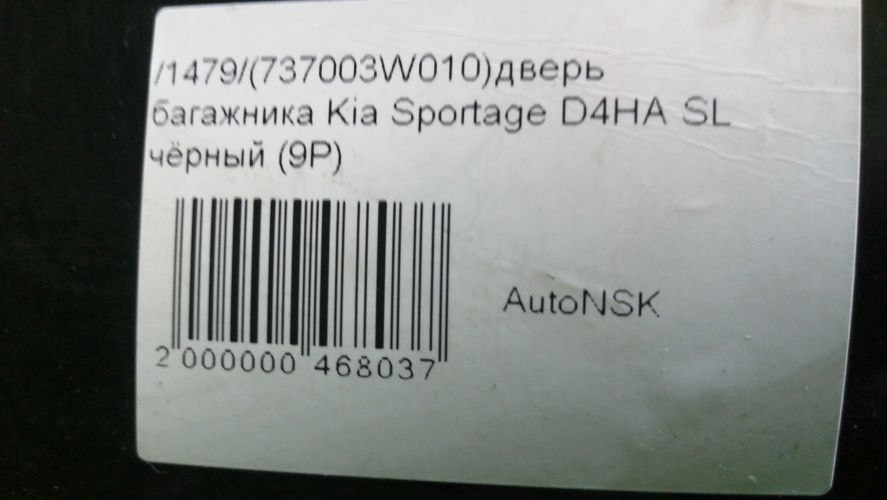 /1479/(737003W010)дверь
багажника Kia Sportage D4HA SL
чёрный (9P)
AutoNSK
2 000000 468037